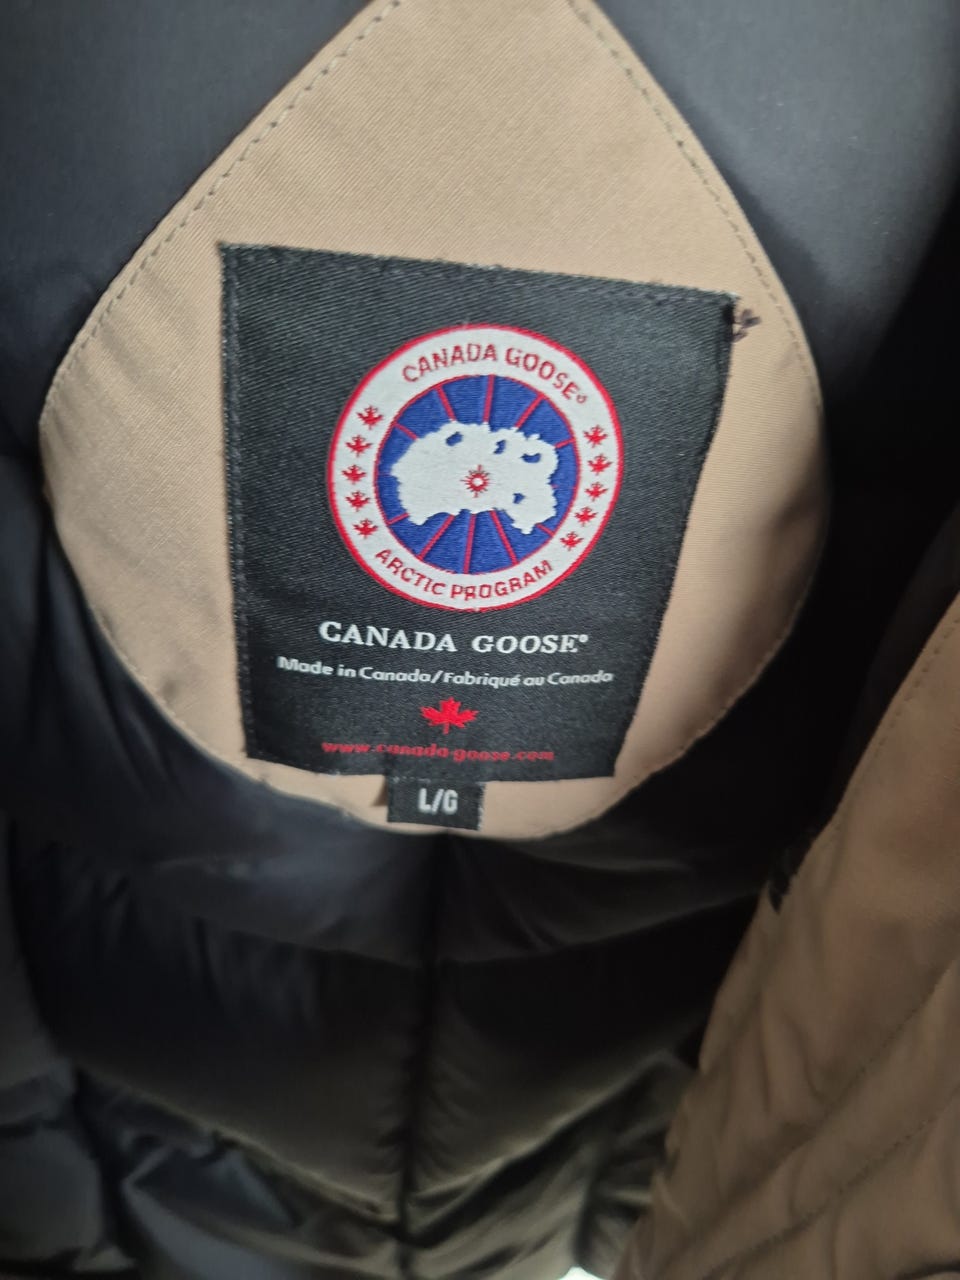 CANADA GOOSE®
ARCTIC PROGRAM
CANADA GOOSE®
Made in Canada/Fabriqué au Canada
www.canada-goose.com
L/G